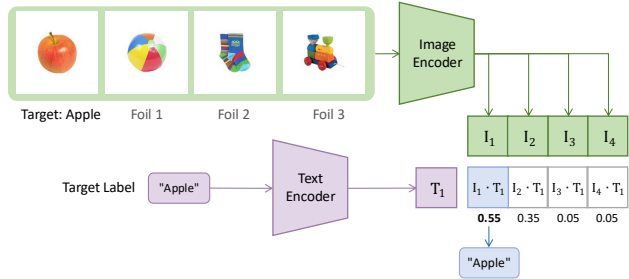 Image
Encoder
Target: Apple Foil 1 Foil 2 Foil 3
I₁ I₂ I₃ I₄
Target Label "Apple" Text
Encoder
T₁ I₁ · T₁ I₂ · T₁ I₃ · T₁ I₄ · T₁
0.55 0.35 0.05 0.05
"Apple"